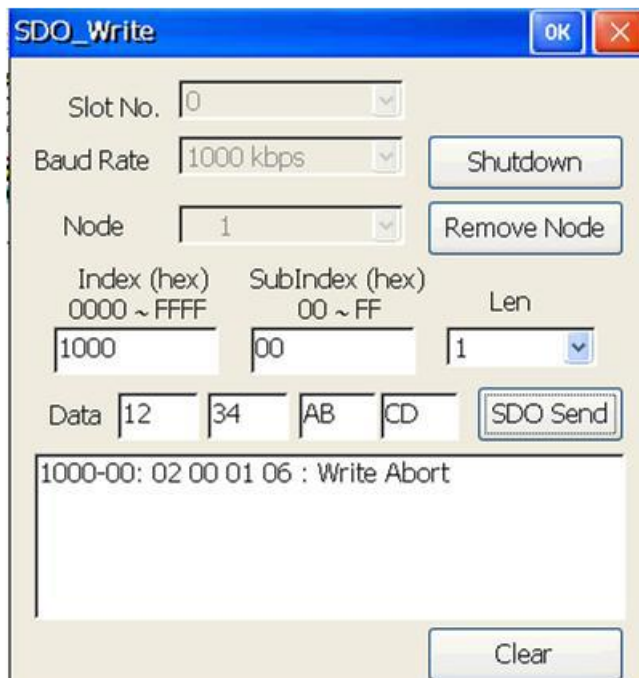 SDO_Write
OK
Slot No. 0
Baud Rate 1000 kbps
Shutdown
Node 1
Remove Node
Index (hex) SubIndex (hex)
0000 ~ FFFF 00 ~ FF Len
1000 00 1
Data 12 34 AB CD SDO Send
1000-00: 02 00 01 06 : Write Abort
Clear